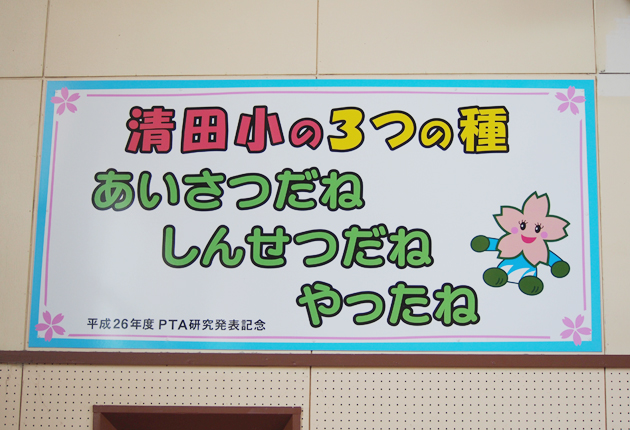 清田小の3つの種
あいさつだね
しんせつだね
やったね
平成26年度 PTA研究発表記念